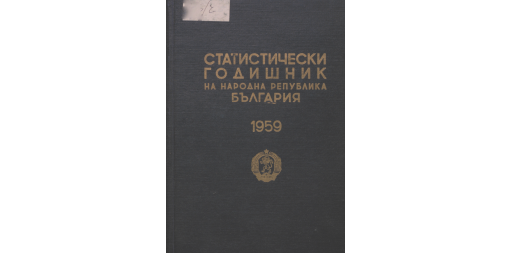 СТАТИСТИЧЕСКИ
ГОДИШНИК
НА НАРОДНА РЕПУБЛИКА
БЪЛГАРИЯ
1959